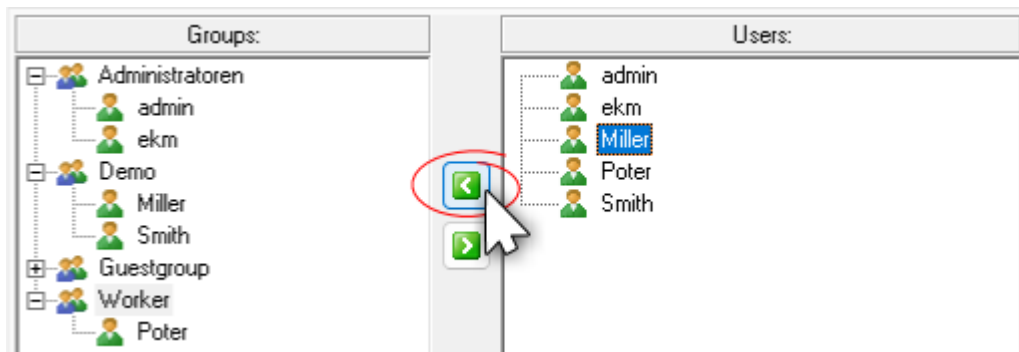 Groups:
Administratoren
admin
ekm
Demo
Miller
Smith
Guestgroup
Worker
Poter
Users:
admin
ekm
Miller
Poter
Smith